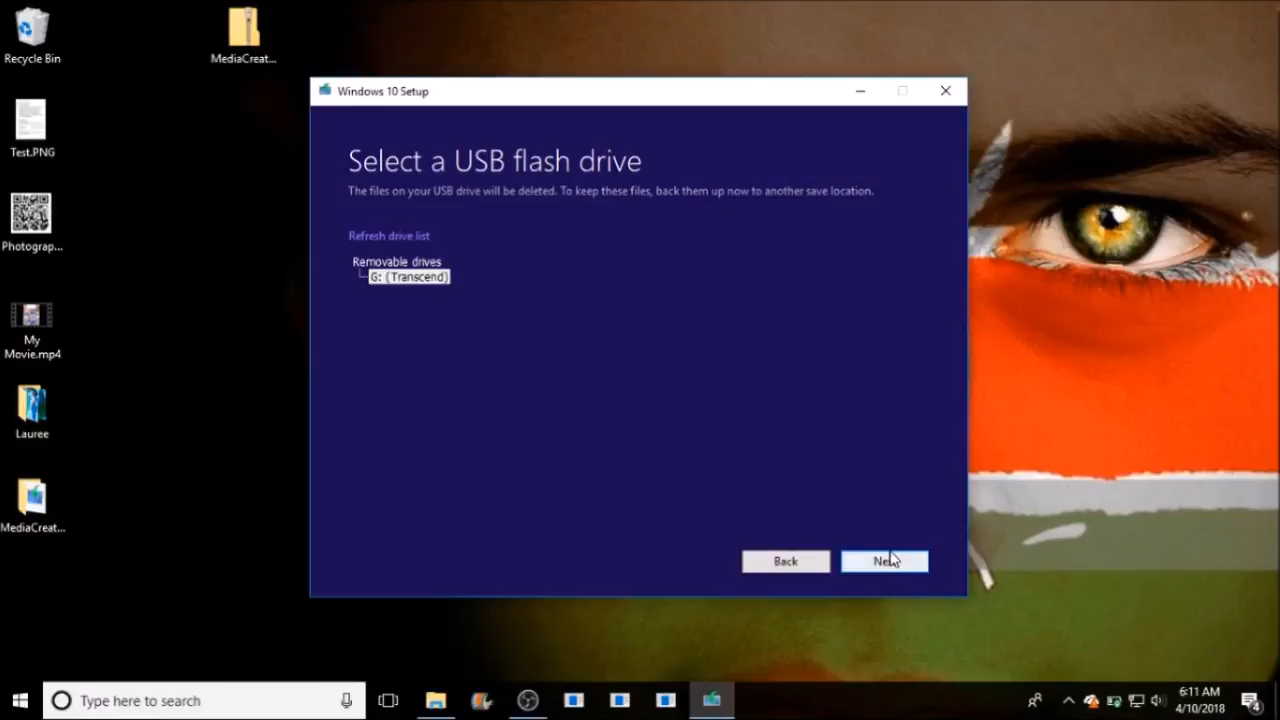 Recycle Bin
MediaCreat...
Test.PNG
Photograp...
My
Movie.mp4
Lauree
MediaCreat...
Windows 10 Setup
Select a USB flash drive
The files on your USB drive will be deleted. To keep these files, back them up now to another save location.
Refresh drive list
Removable drives
G: (Transcend)
Back
Type here to search
6:11 AM
4/10/2018
4